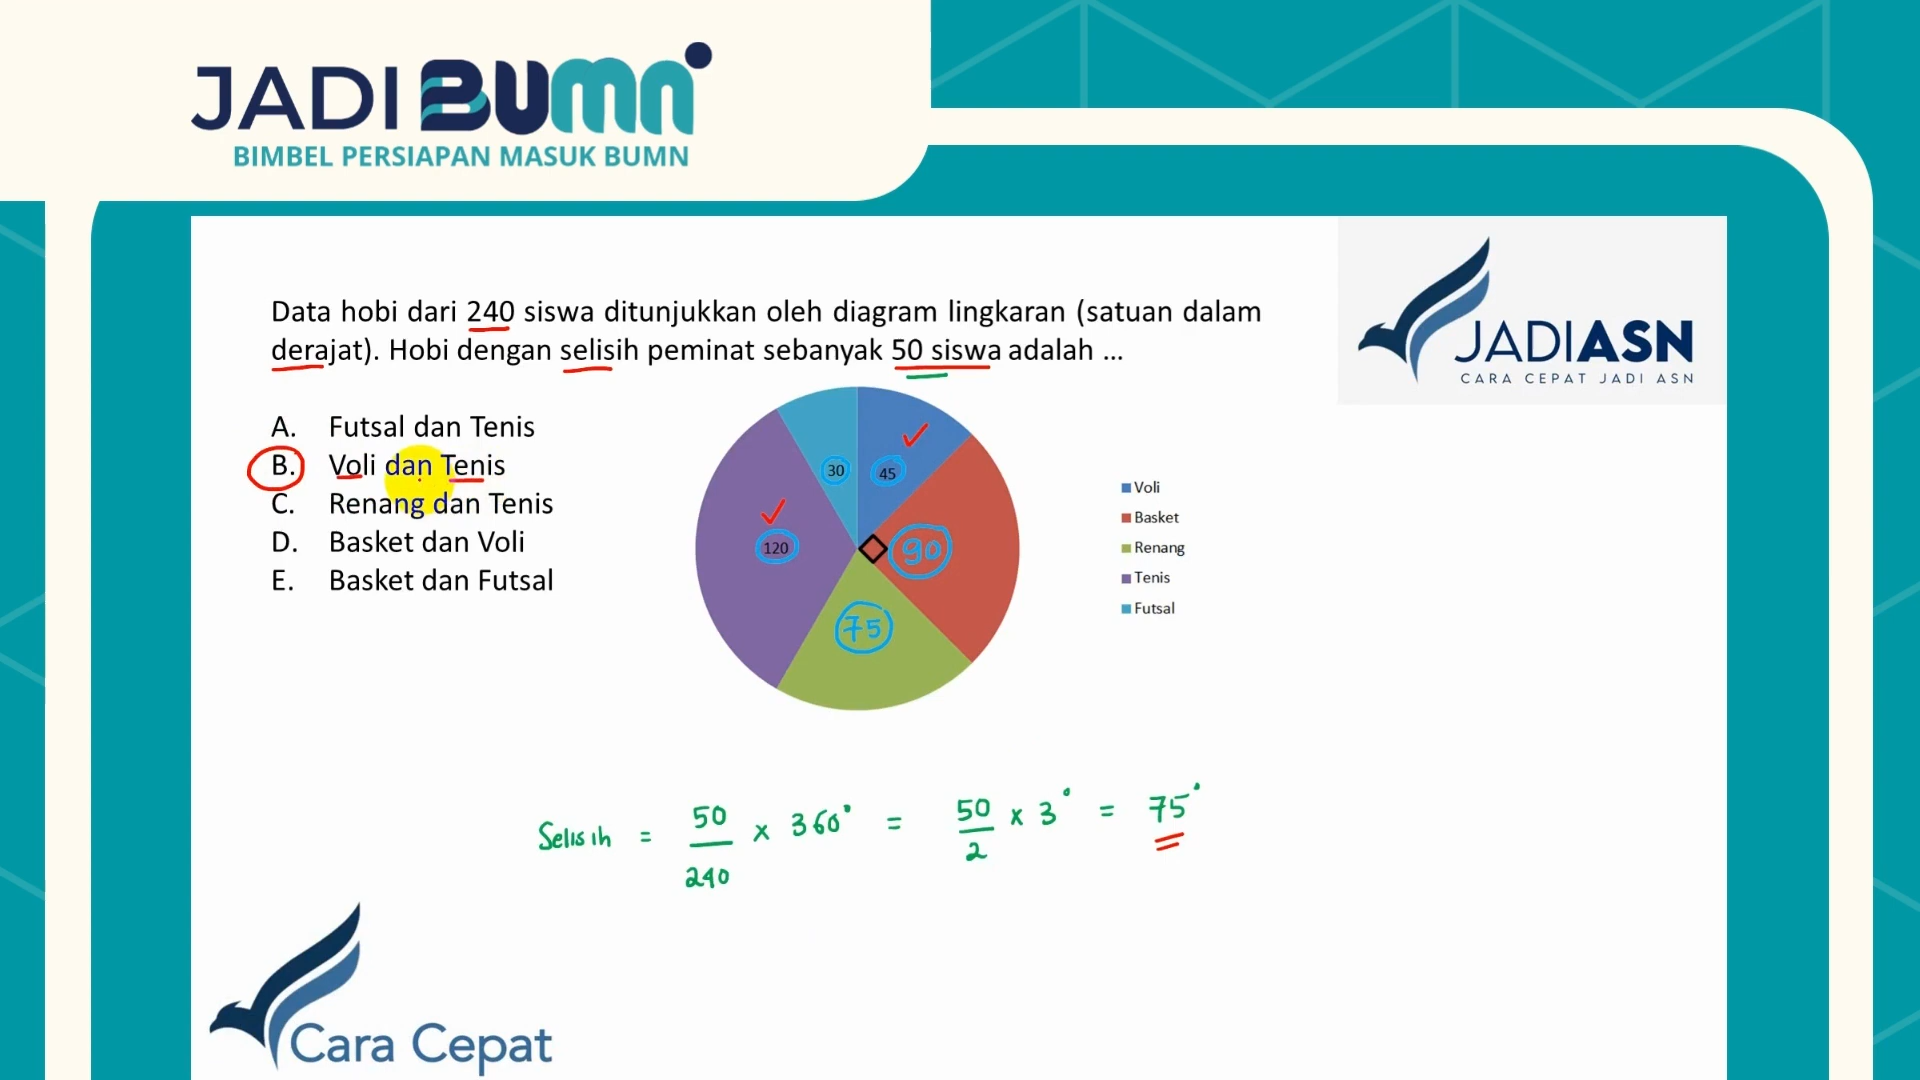 JADI BUMN
BIMBEL PERSIAPAN MASUK BUMN
JADIASN
CARA CEPAT JADI ASN
Data hobi dari 240 siswa ditunjukkan oleh diagram lingkaran (satuan dalam
derajat). Hobi dengan selisih peminat sebanyak 50 siswa adalah ...
A. Futsal dan Tenis
B. Voli dan Tenis
C. Renang dan Tenis
D. Basket dan Voli
E. Basket dan Futsal
30
45
120
90
75
Voli
Basket
Renang
Tenis
Futsal
Selisih = 50/240 x 360° = 50/2 x 3° = 75°
Cara Cepat